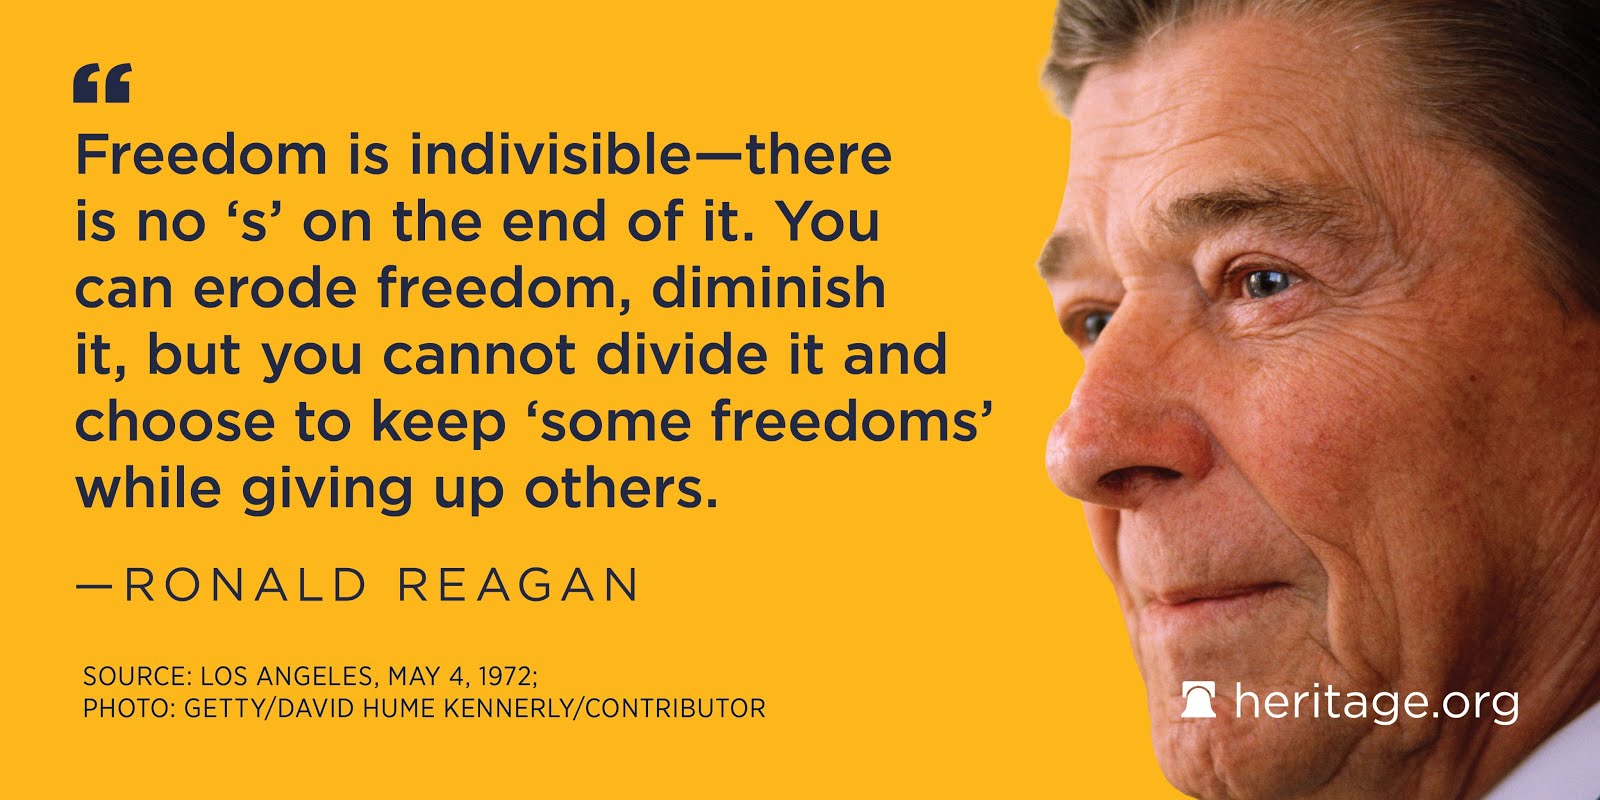 “
Freedom is indivisible—there
is no ‘s’ on the end of it. You
can erode freedom, diminish
it, but you cannot divide it and
choose to keep ‘some freedoms’
while giving up others.
—RONALD REAGAN
SOURCE: LOS ANGELES, MAY 4, 1972;
PHOTO: GETTY/DAVID HUME KENNERLY/CONTRIBUTOR
heritage.org